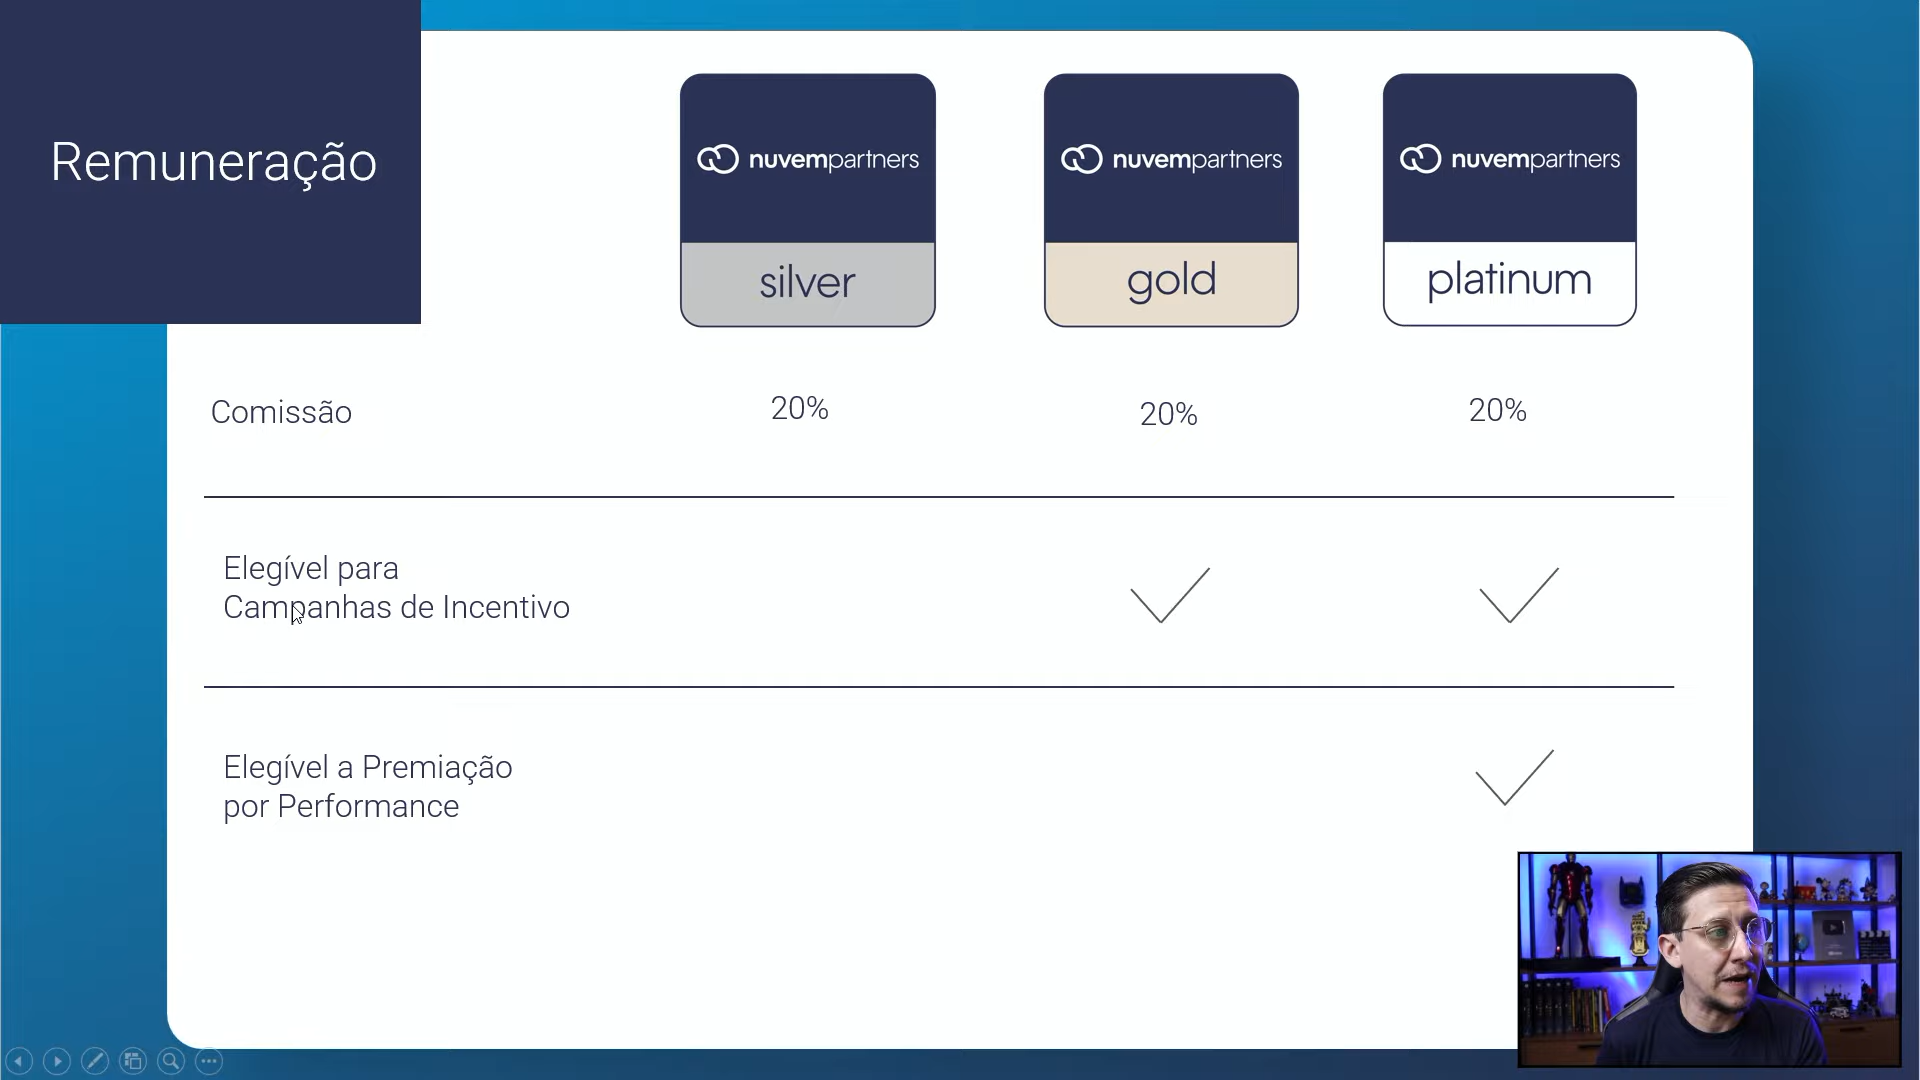 Remuneração
nuvempartners
silver
nuvempartners
gold
nuvempartners
platinum
Comissão
20%
20%
20%
Elegível para
Campanhas de Incentivo
Elegível a Premiação
por Performance